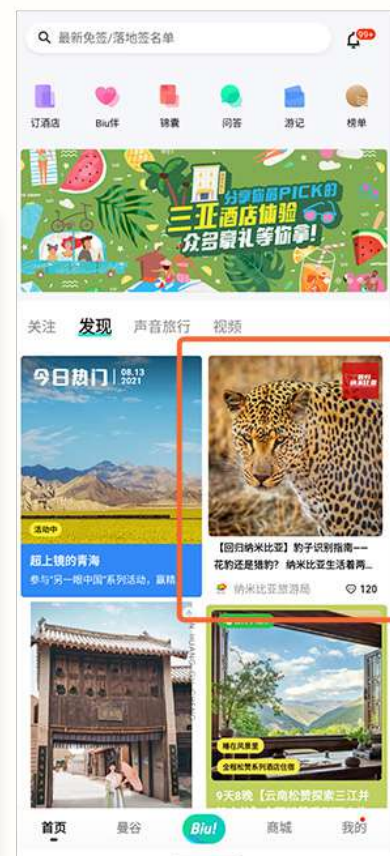 最新免签/落地签名单
99+
订酒店
Biu伴
锦囊
问答
游记
榜单
分享你最PICK的
三亚酒店体验
众多豪礼等你拿!
关注
发现
声音旅行
视频
今日热门
08.13
2021
活动中
超上镜的青海
参与“另一眼中国”系列活动，赢精
【回归纳米比亚】豹子识别指南——
花豹还是猎豹？ 纳米比亚生活着两...
纳米比亚旅游局
120
睡在风景里
全程松赞系列酒店住宿
9天8晚【云南松赞探索三江并
首页
曼谷
Biu!
商城
我的